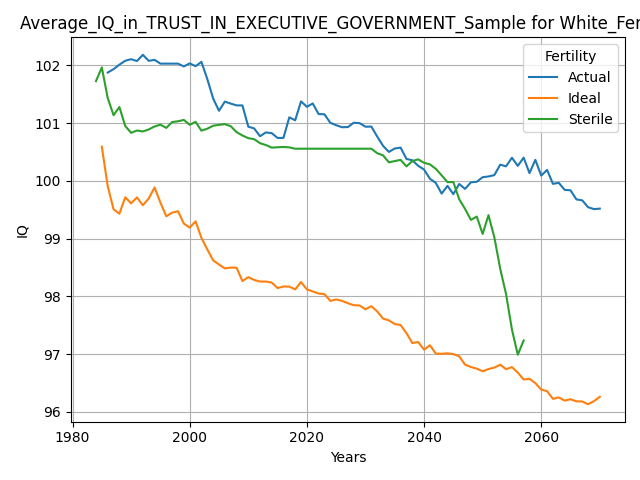 Average_IQ_in_TRUST_IN_EXECUTIVE_GOVERNMENT_Sample for White_Fer
Fertility
Actual
Ideal
Sterile
IQ
102
101
100
99
98
97
96
1980
2000
2020
2040
2060
Years